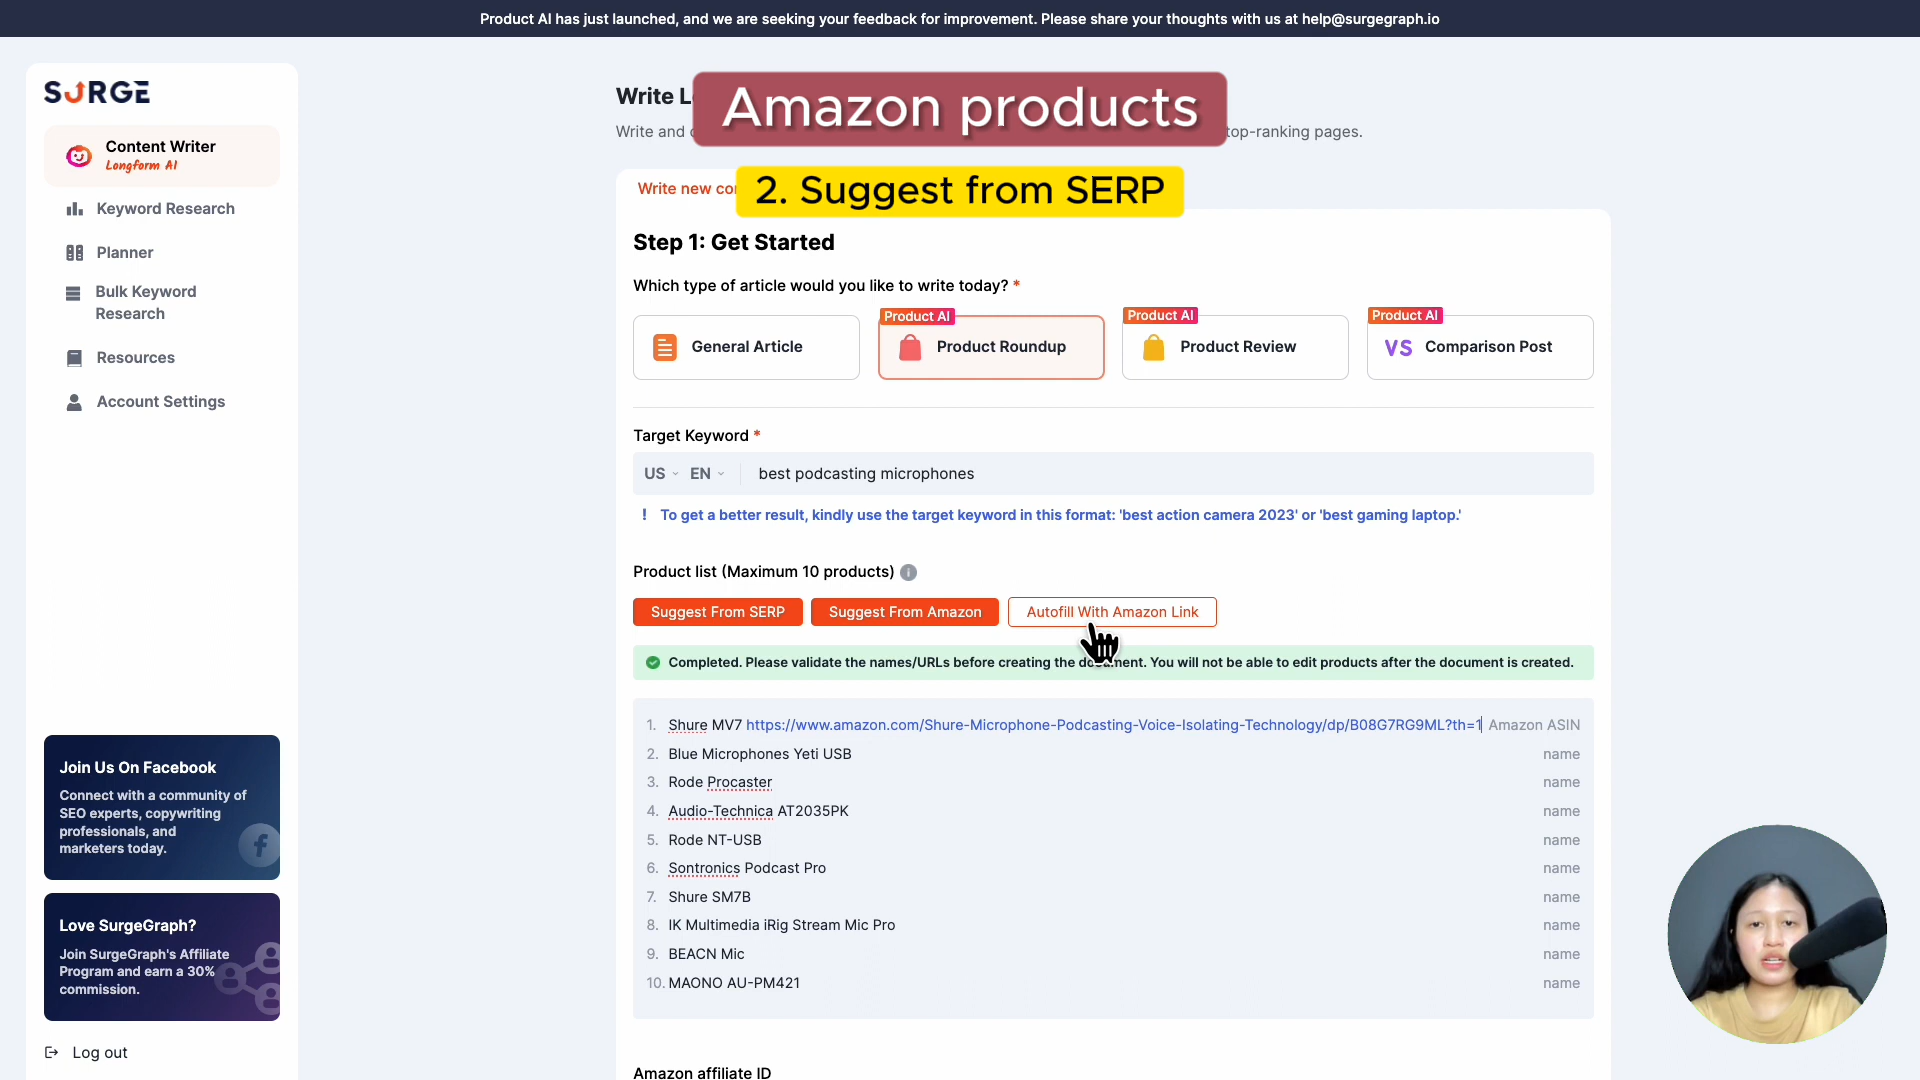 Product AI has just launched, and we are seeking your feedback for improvement. Please share your thoughts with us at help@surgegraph.io
SURGE
Content Writer
Longform AI
Keyword Research
Planner
Bulk Keyword
Research
Resources
Account Settings
Join Us On Facebook
Connect with a community of
SEO experts, copywriting
professionals, and
marketers today.
Love SurgeGraph?
Join SurgeGraph's Affiliate
Program and earn a 30%
commission.
Log out
Write L
Amazon products
Write and
top-ranking pages.
Write new co
2. Suggest from SERP
Step 1: Get Started
Which type of article would you like to write today? *
General Article
Product AI
Product Roundup
Product AI
Product Review
Product AI
VS Comparison Post
Target Keyword *
US EN best podcasting microphones
! To get a better result, kindly use the target keyword in this format: 'best action camera 2023' or 'best gaming laptop.'
Product list (Maximum 10 products) i
Suggest From SERP Suggest From Amazon Autofill With Amazon Link
Completed. Please validate the names/URLs before creating the document. You will not be able to edit products after the document is created.
1. Shure MV7 https://www.amazon.com/Shure-Microphone-Podcasting-Voice-Isolating-Technology/dp/B08G7RG9ML?th=1 Amazon ASIN
2. Blue Microphones Yeti USB name
3. Rode Procaster name
4. Audio-Technica AT2035PK name
5. Rode NT-USB name
6. Sontronics Podcast Pro name
7. Shure SM7B name
8. IK Multimedia iRig Stream Mic Pro name
9. BEACN Mic name
10. MAONO AU-PM421 name
Amazon affiliate ID